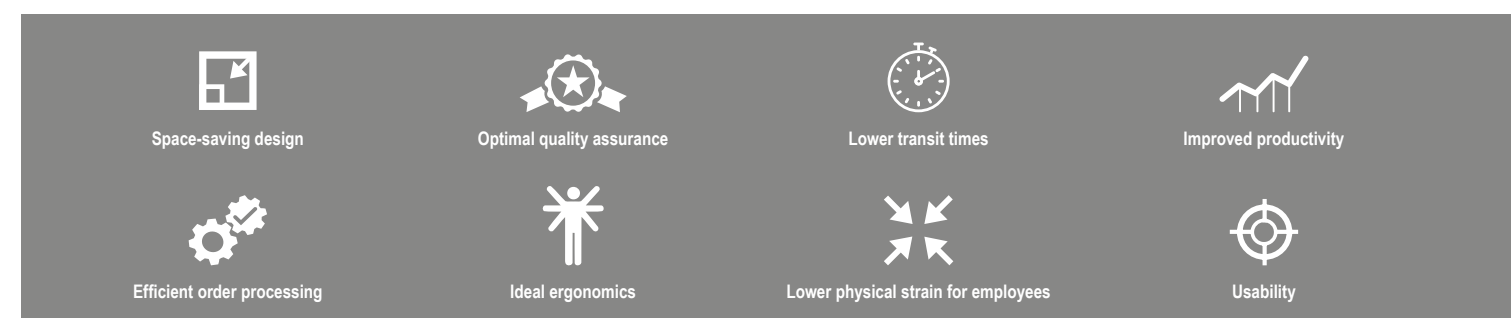 Space-saving design
Optimal quality assurance
Lower transit times
Improved productivity
Efficient order processing
Ideal ergonomics
Lower physical strain for employees
Usability